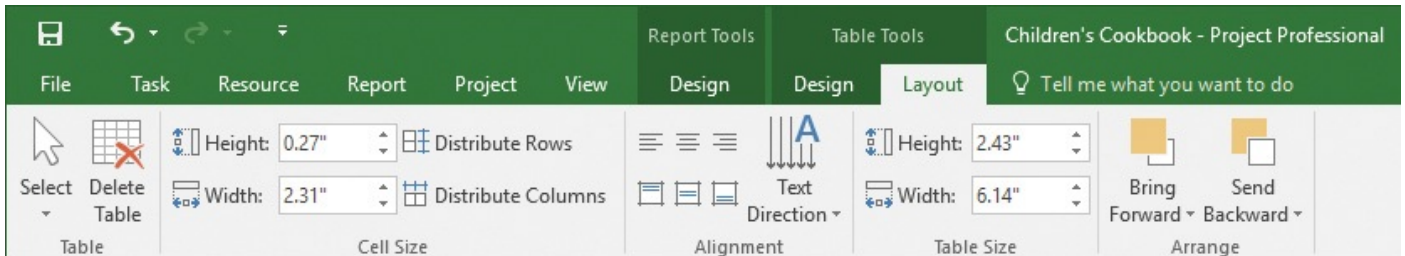 Report Tools Table Tools Children's Cookbook - Project Professional
File Task Resource Report Project View Design Design Layout Tell me what you want to do
Height: 0.27" Distribute Rows Height: 2.43"
Select Delete Table Width: 2.31" Distribute Columns Text Direction Width: 6.14" Bring Forward Send Backward
Table Cell Size Alignment Table Size Arrange